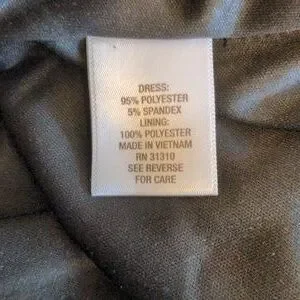 DRESS:
95% POLYESTER
5% SPANDEX
LINING:
100% POLYESTER
MADE IN VIETNAM
RN 31310
SEE REVERSE
FOR CARE